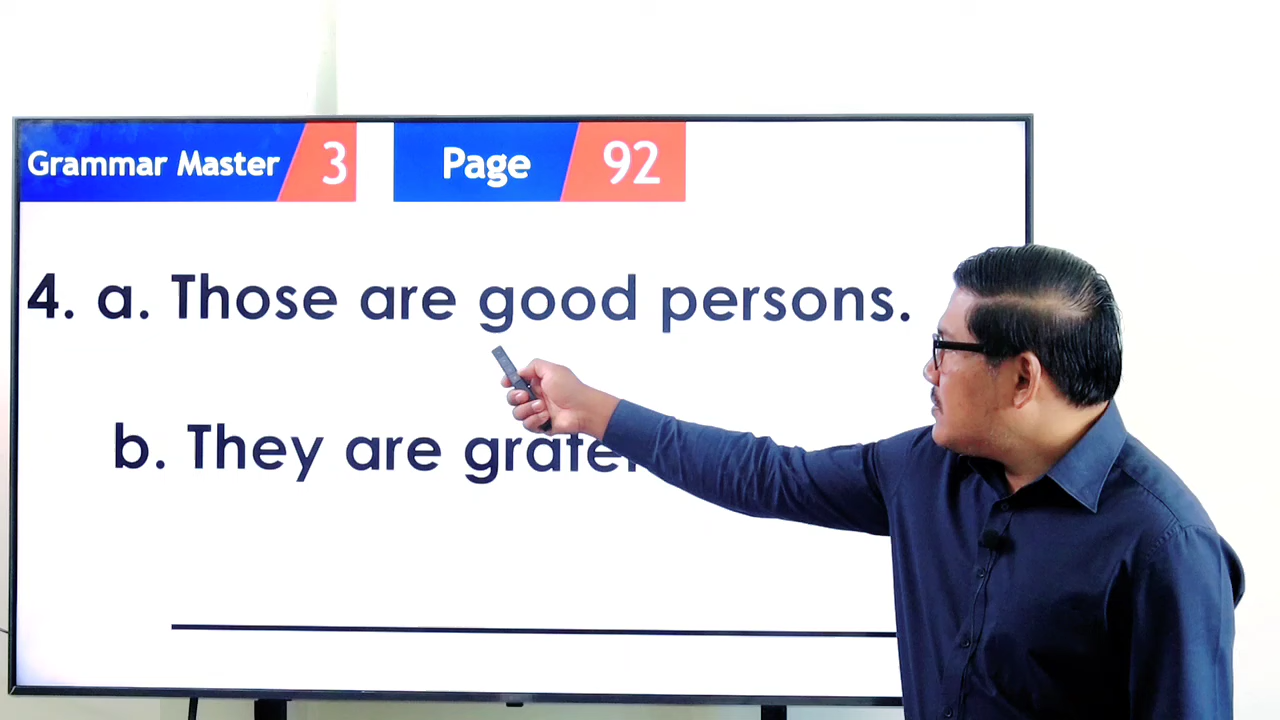 Grammar Master 3 Page 92
4. a. Those are good persons.
b. They are